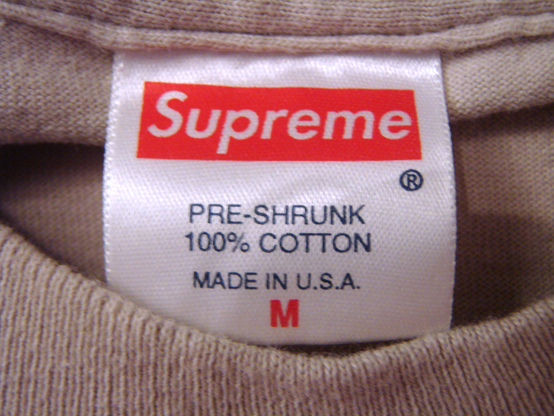 Supreme
®
PRE-SHRUNK
100% COTTON
MADE IN U.S.A.
M